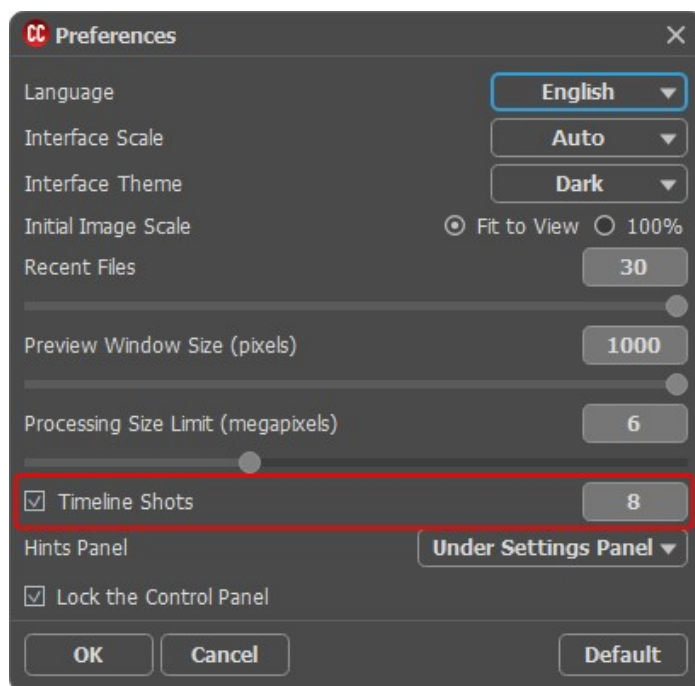 CC Preferences
Language English
Interface Scale Auto
Interface Theme Dark
Initial Image Scale Fit to View 100%
Recent Files 30
Preview Window Size (pixels) 1000
Processing Size Limit (megapixels) 6
Timeline Shots 8
Hints Panel Under Settings Panel
Lock the Control Panel
OK Cancel Default